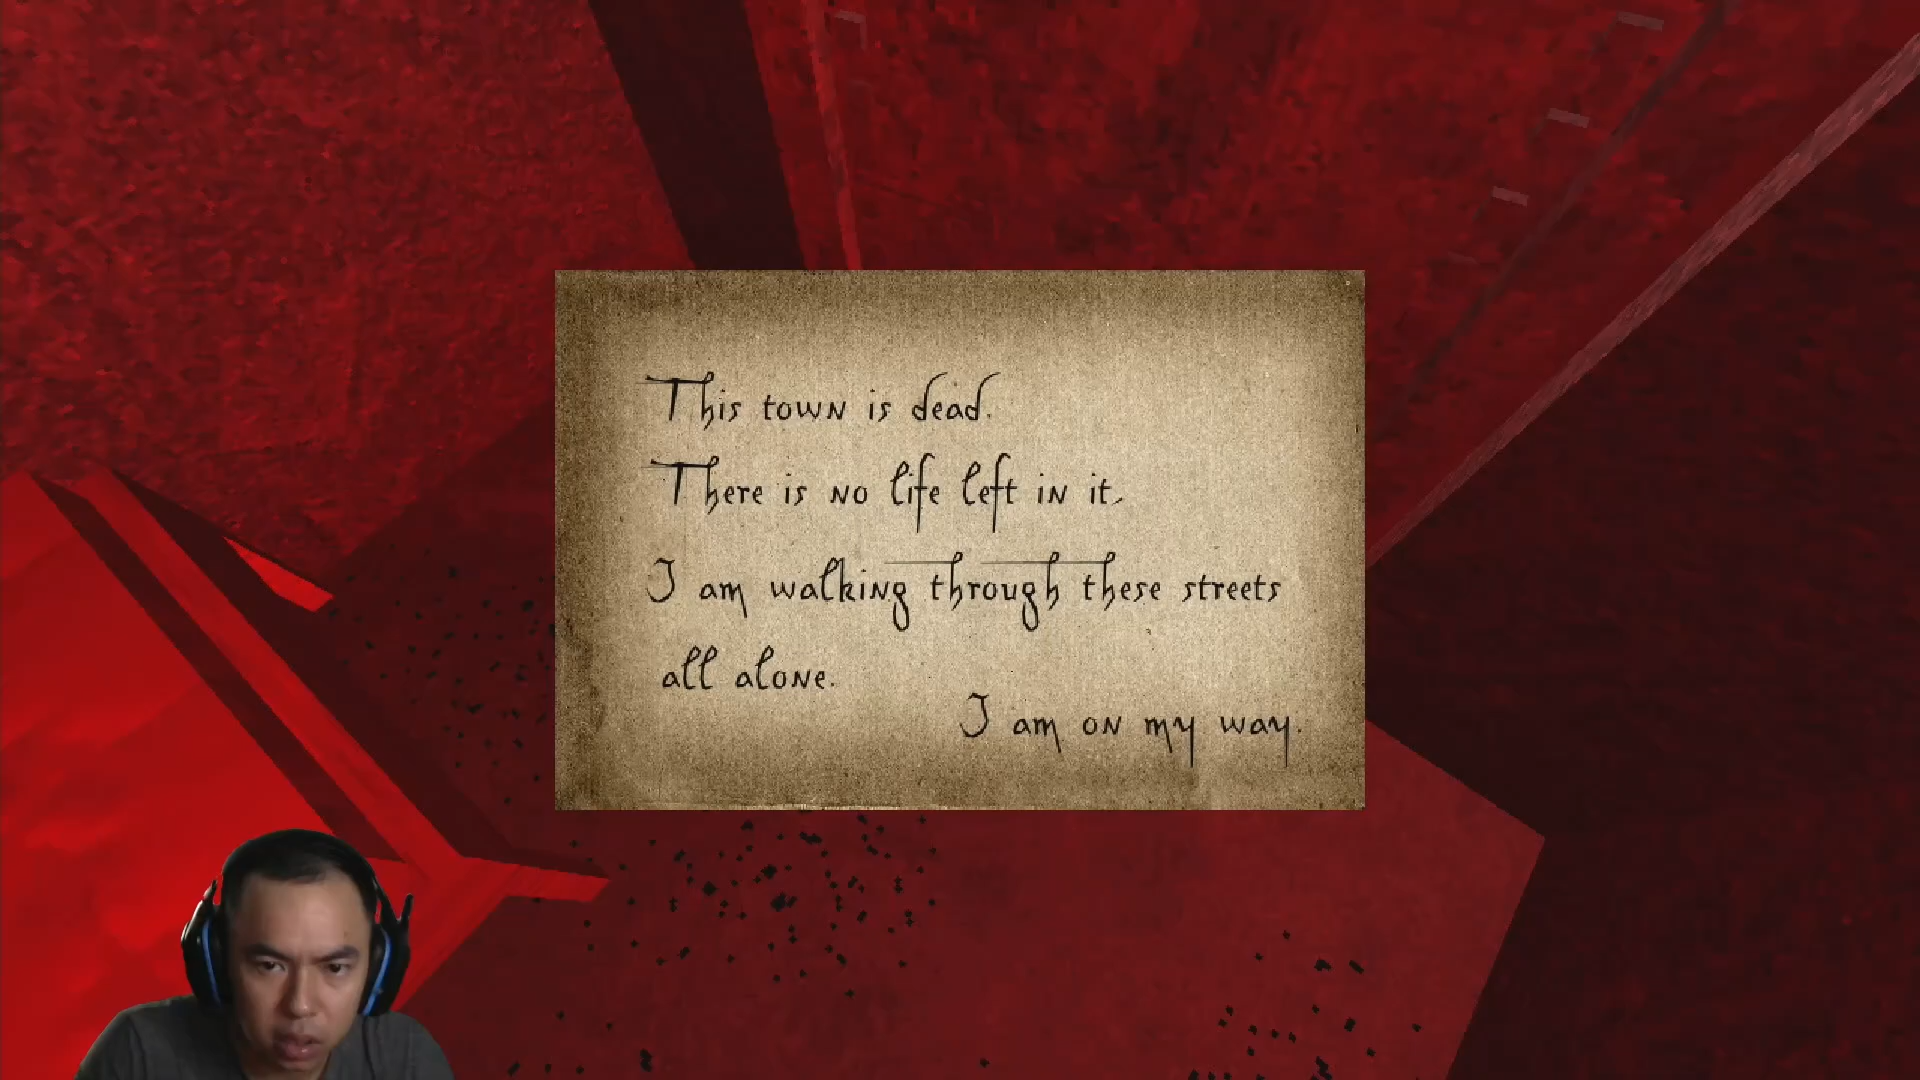 This town is dead.
There is no life left in it.
I am walking through these streets
all alone.
I am on my way.